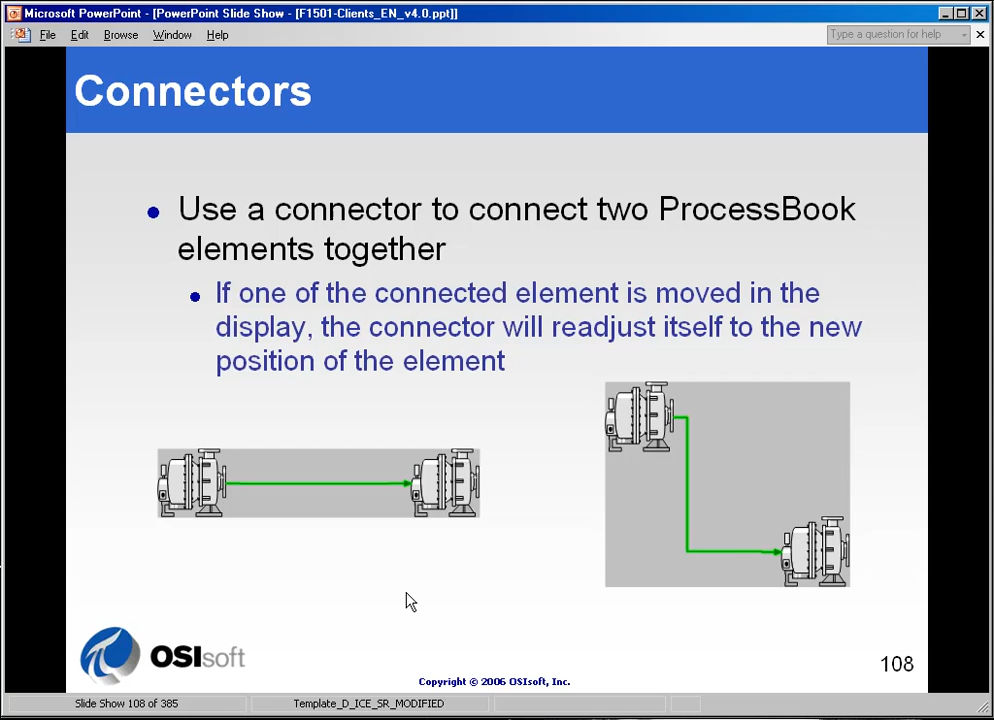 Microsoft PowerPoint - [PowerPoint Slide Show - [F1501-Clients_EN_v4.0.ppt]]
File Edit Browse Window Help
Type a question for help
Connectors
Use a connector to connect two ProcessBook
elements together
If one of the connected element is moved in the
display, the connector will readjust itself to the new
position of the element
OSIsoft
108
Copyright © 2006 OSIsoft, Inc.
Slide Show 108 of 385
Template_D_ICE_SR_MODIFIED